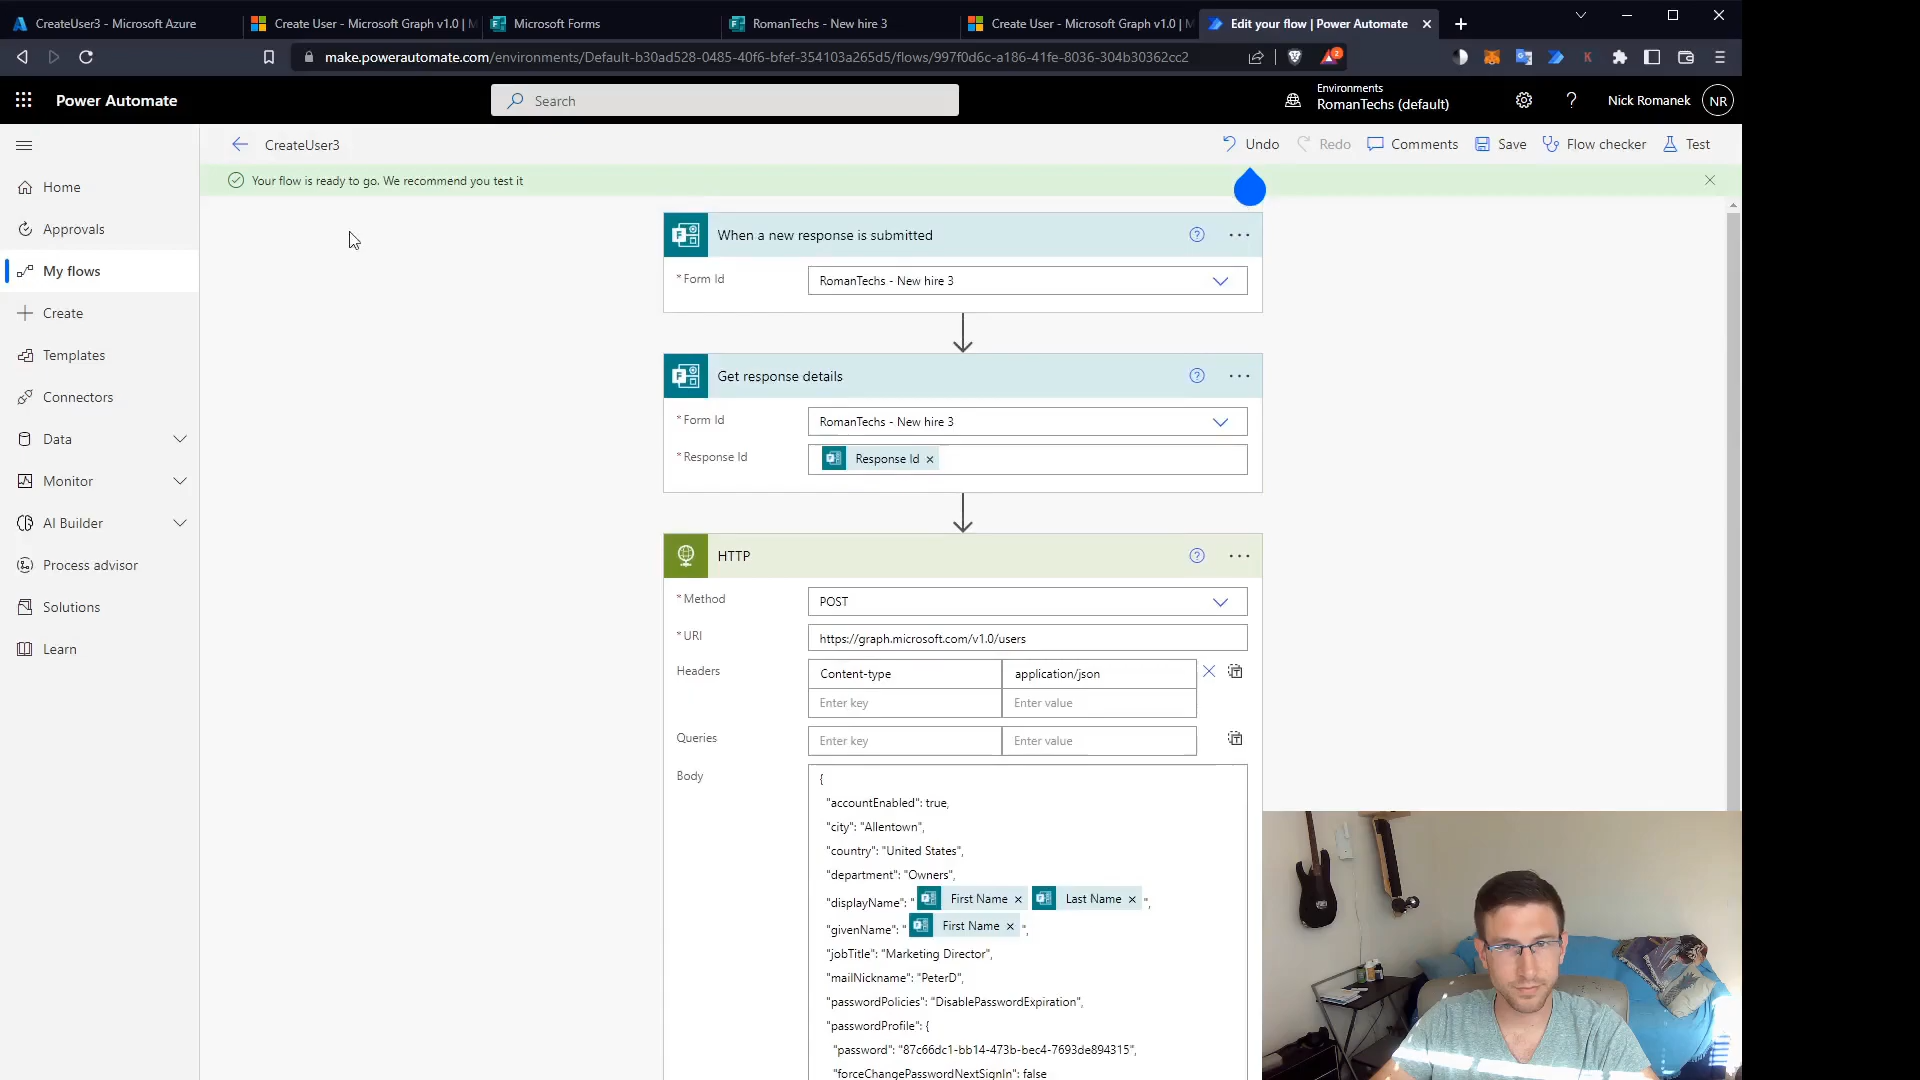 CreateUser3 - Microsoft Azure
Create User - Microsoft Graph v1.0 | M
Microsoft Forms
RomanTechs - New hire 3
Create User - Microsoft Graph v1.0 | M
Edit your flow | Power Automate
make.powerautomate.com/environments/Default-b30ad528-0485-40f6-bfef-354103a265d5/flows/997f0d6c-a186-41fe-8036-304b30362cc2
2
K
Power Automate
Search
Environments
RomanTechs (default)
Nick Romanek
NR
CreateUser3
Undo
Redo
Comments
Save
Flow checker
Test
Your flow is ready to go. We recommend you test it
Home
Approvals
My flows
Create
Templates
Connectors
Data
Monitor
AI Builder
Process advisor
Solutions
Learn
When a new response is submitted
* Form Id
RomanTechs - New hire 3
Get response details
* Form Id
RomanTechs - New hire 3
* Response Id
Response Id
HTTP
* Method
POST
* URI
https://graph.microsoft.com/v1.0/users
Headers
Content-type
application/json
Enter key
Enter value
Queries
Enter key
Enter value
Body
{
"accountEnabled": true,
"city": "Allentown",
"country": "United States",
"department": "Owners",
"displayName": " First Name Last Name ",
"givenName": " First Name ",
"jobTitle": "Marketing Director",
"mailNickname": "PeterD",
"passwordPolicies": "DisablePasswordExpiration",
"passwordProfile": {
"password": "87c66dc1-bb14-473b-bec4-7693de894315",
"forceChangePasswordNextSignIn": false